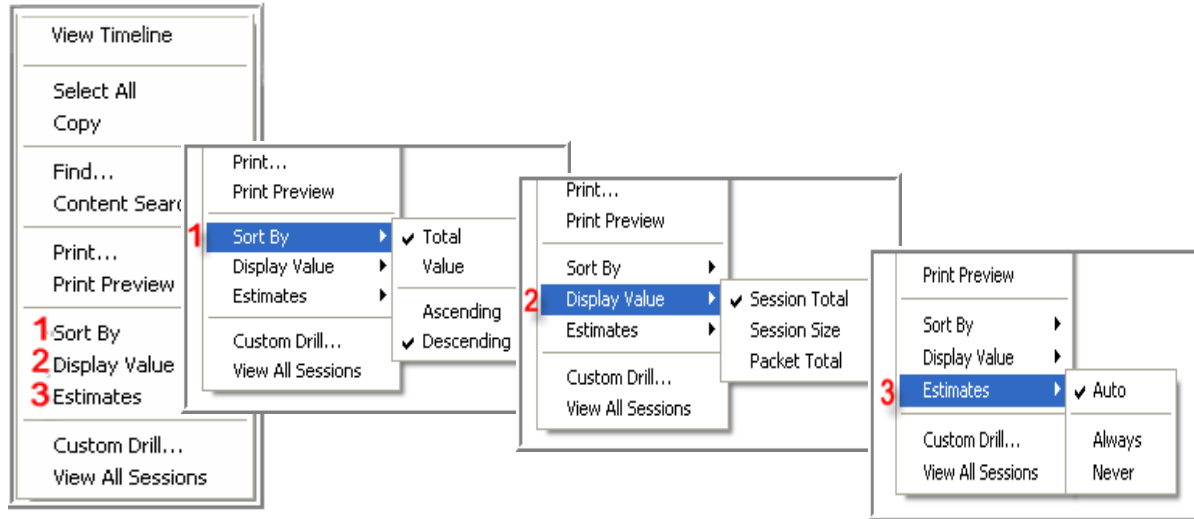 View Timeline
Select All
Copy
Find...
Content
Print...
Print Preview
1 Sort By
2 Display Value
3 Estimates
Custom Drill...
View All Sessions
Print...
Print Preview
1 Sort By
Display Value
Estimates
Custom Drill...
View All Sessions
Total
Value
Ascending
Descending
Print...
Print Preview
Sort By
2 Display Value
Estimates
Custom Drill...
View All Sessions
Session Total
Session Size
Packet Total
Print Preview
Sort By
Display Value
3 Estimates
Custom Drill...
View All Sessions
Auto
Always
Never